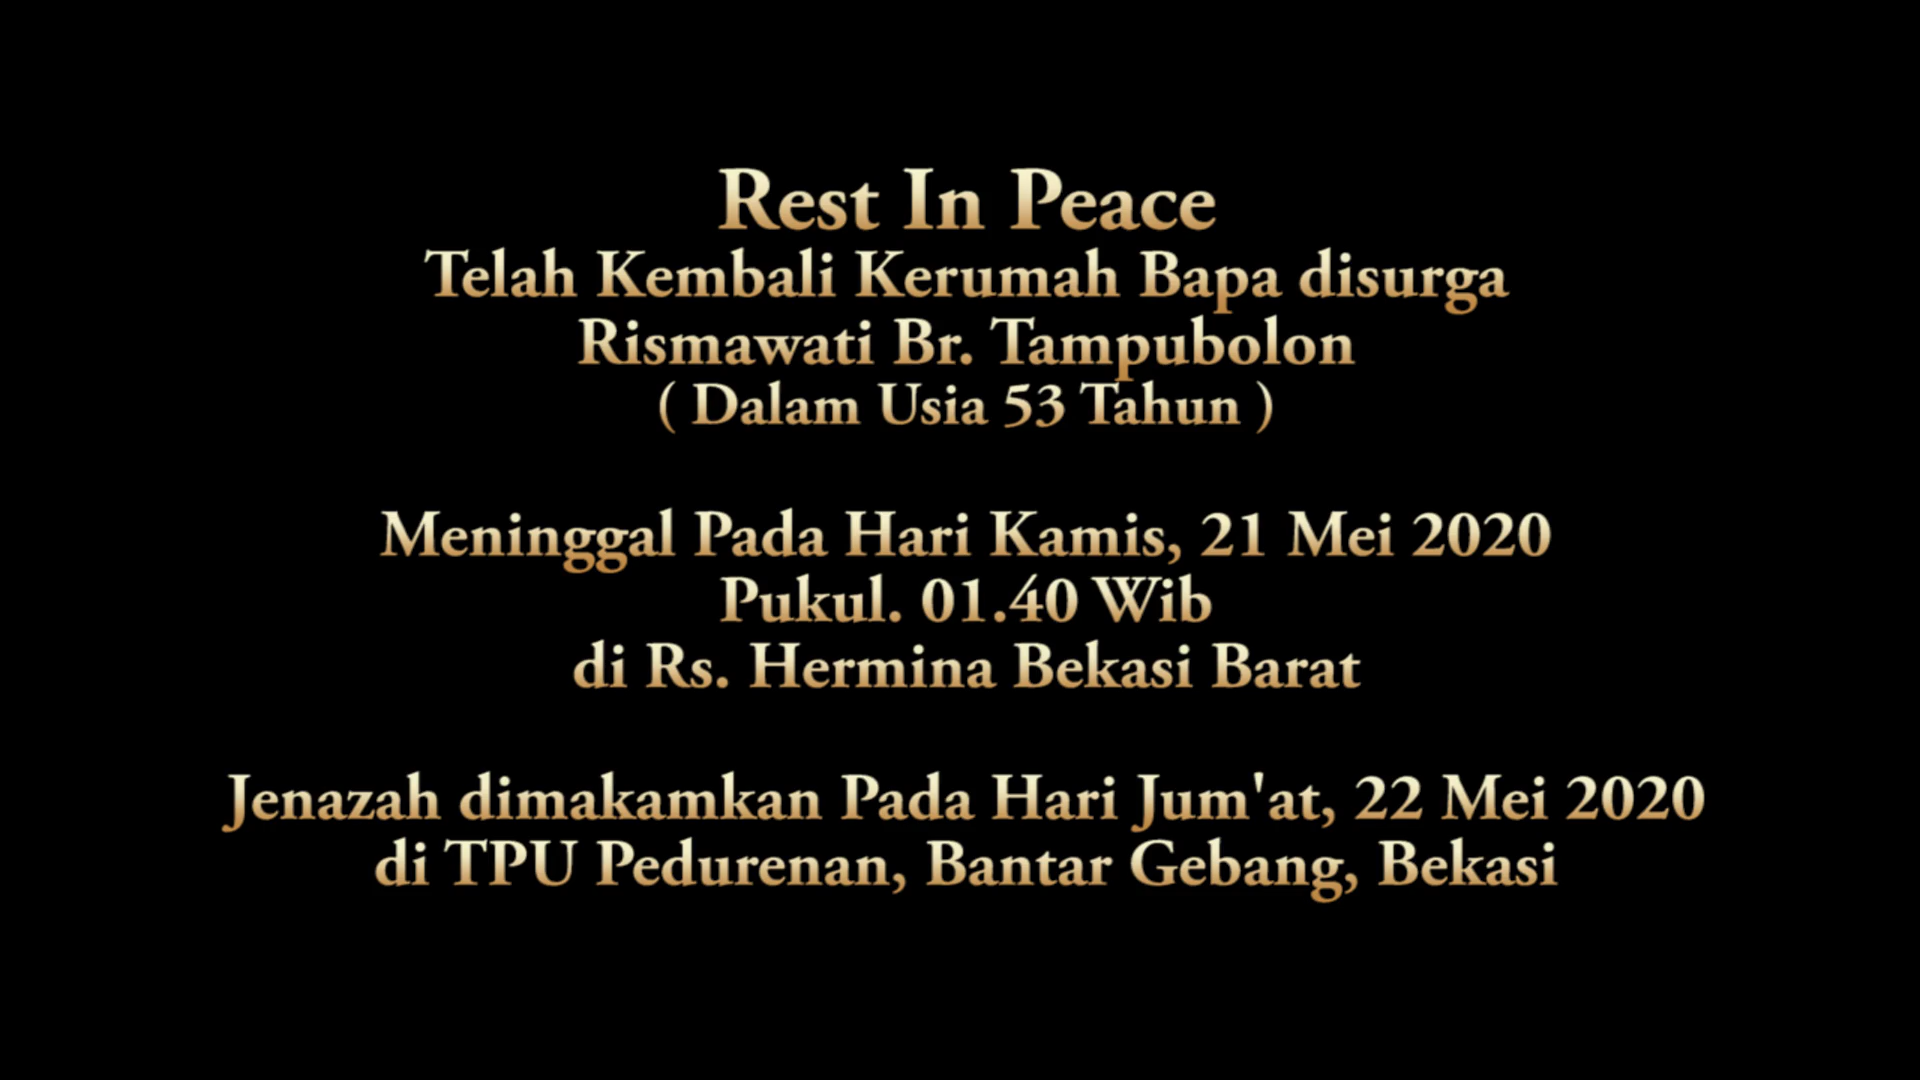 Rest In Peace
Telah Kembali Kerumah Bapa disurga
Rismawati Br. Tampubolon
( Dalam Usia 53 Tahun )
Meninggal Pada Hari Kamis, 21 Mei 2020
Pukul. 01.40 Wib
di Rs. Hermina Bekasi Barat
Jenazah dimakamkan Pada Hari Jum'at, 22 Mei 2020
di TPU Pedurenan, Bantar Gebang, Bekasi